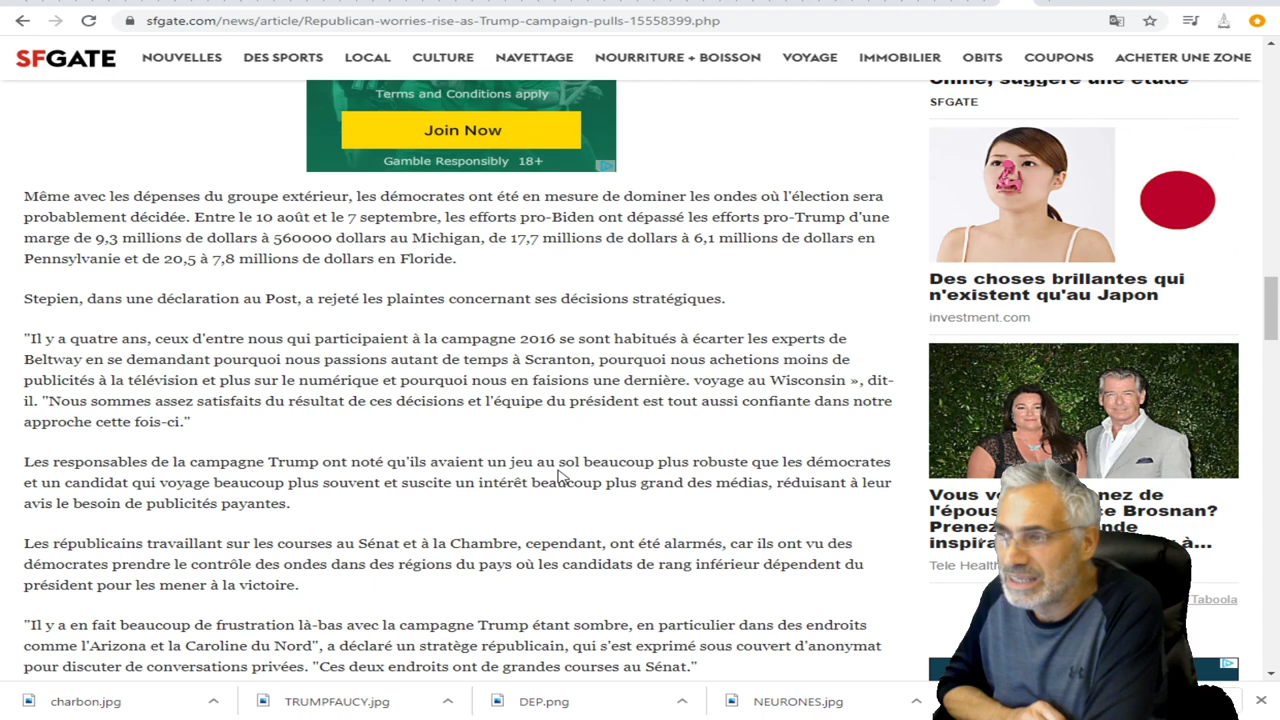 sfgate.com/news/article/Republican-worries-rise-as-Trump-campaign-pulls-15558399.php
SFGATE NOUVELLES DES SPORTS LOCAL CULTURE NAVETTAGE NOURRITURE + BOISSON VOYAGE IMMOBILIER OBITS COUPONS ACHETER UNE ZONE
Terms and Conditions apply
Join Now
Gamble Responsibly 18+
Même avec les dépenses du groupe extérieur, les démocrates ont été en mesure de dominer les ondes où l'élection sera
probablement décidée. Entre le 10 août et le 7 septembre, les efforts pro-Biden ont dépassé les efforts pro-Trump d'une
marge de 9,3 millions de dollars à 560000 dollars au Michigan, de 17,7 millions de dollars à 6,1 millions de dollars en
Pennsylvanie et de 20,5 à 7,8 millions de dollars en Floride.
Stepien, dans une déclaration au Post, a rejeté les plaintes concernant ses décisions stratégiques.
"Il y a quatre ans, ceux d'entre nous qui participaient à la campagne 2016 se sont habitués à écarter les experts de
Beltway en se demandant pourquoi nous passions autant de temps à Scranton, pourquoi nous achetions moins de
publicités à la télévision et plus sur le numérique et pourquoi nous en faisions une dernière. voyage au Wisconsin », dit-
il. "Nous sommes assez satisfaits du résultat de ces décisions et l'équipe du président est tout aussi confiante dans notre
approche cette fois-ci."
Les responsables de la campagne Trump ont noté qu'ils avaient un jeu au sol beaucoup plus robuste que les démocrates
et un candidat qui voyage beaucoup plus souvent et suscite un intérêt beaucoup plus grand des médias, réduisant à leur
avis le besoin de publicités payantes.
Les républicains travaillant sur les courses au Sénat et à la Chambre, cependant, ont été alarmés, car ils ont vu des
démocrates prendre le contrôle des ondes dans des régions du pays où les candidats de rang inférieur dépendent du
président pour les mener à la victoire.
"Il y a en fait beaucoup de frustration là-bas avec la campagne Trump étant sombre, en particulier dans des endroits
comme l'Arizona et la Caroline du Nord", a déclaré un stratège républicain, qui s'est exprimé sous couvert d'anonymat
pour discuter de conversations privées. "Ces deux endroits ont de grandes courses au Sénat."
Chine, suggère une étude
SFGATE
Des choses brillantes qui
n'existent qu'au Japon
investment.com
Vous
nez de
l'épous
ce Brosnan?
Prenez
nde
inspir
à...
Tele Healt
Taboola
charbon.jpg
TRUMPFAUCY.jpg
DEP.png
NEURONES.jpg